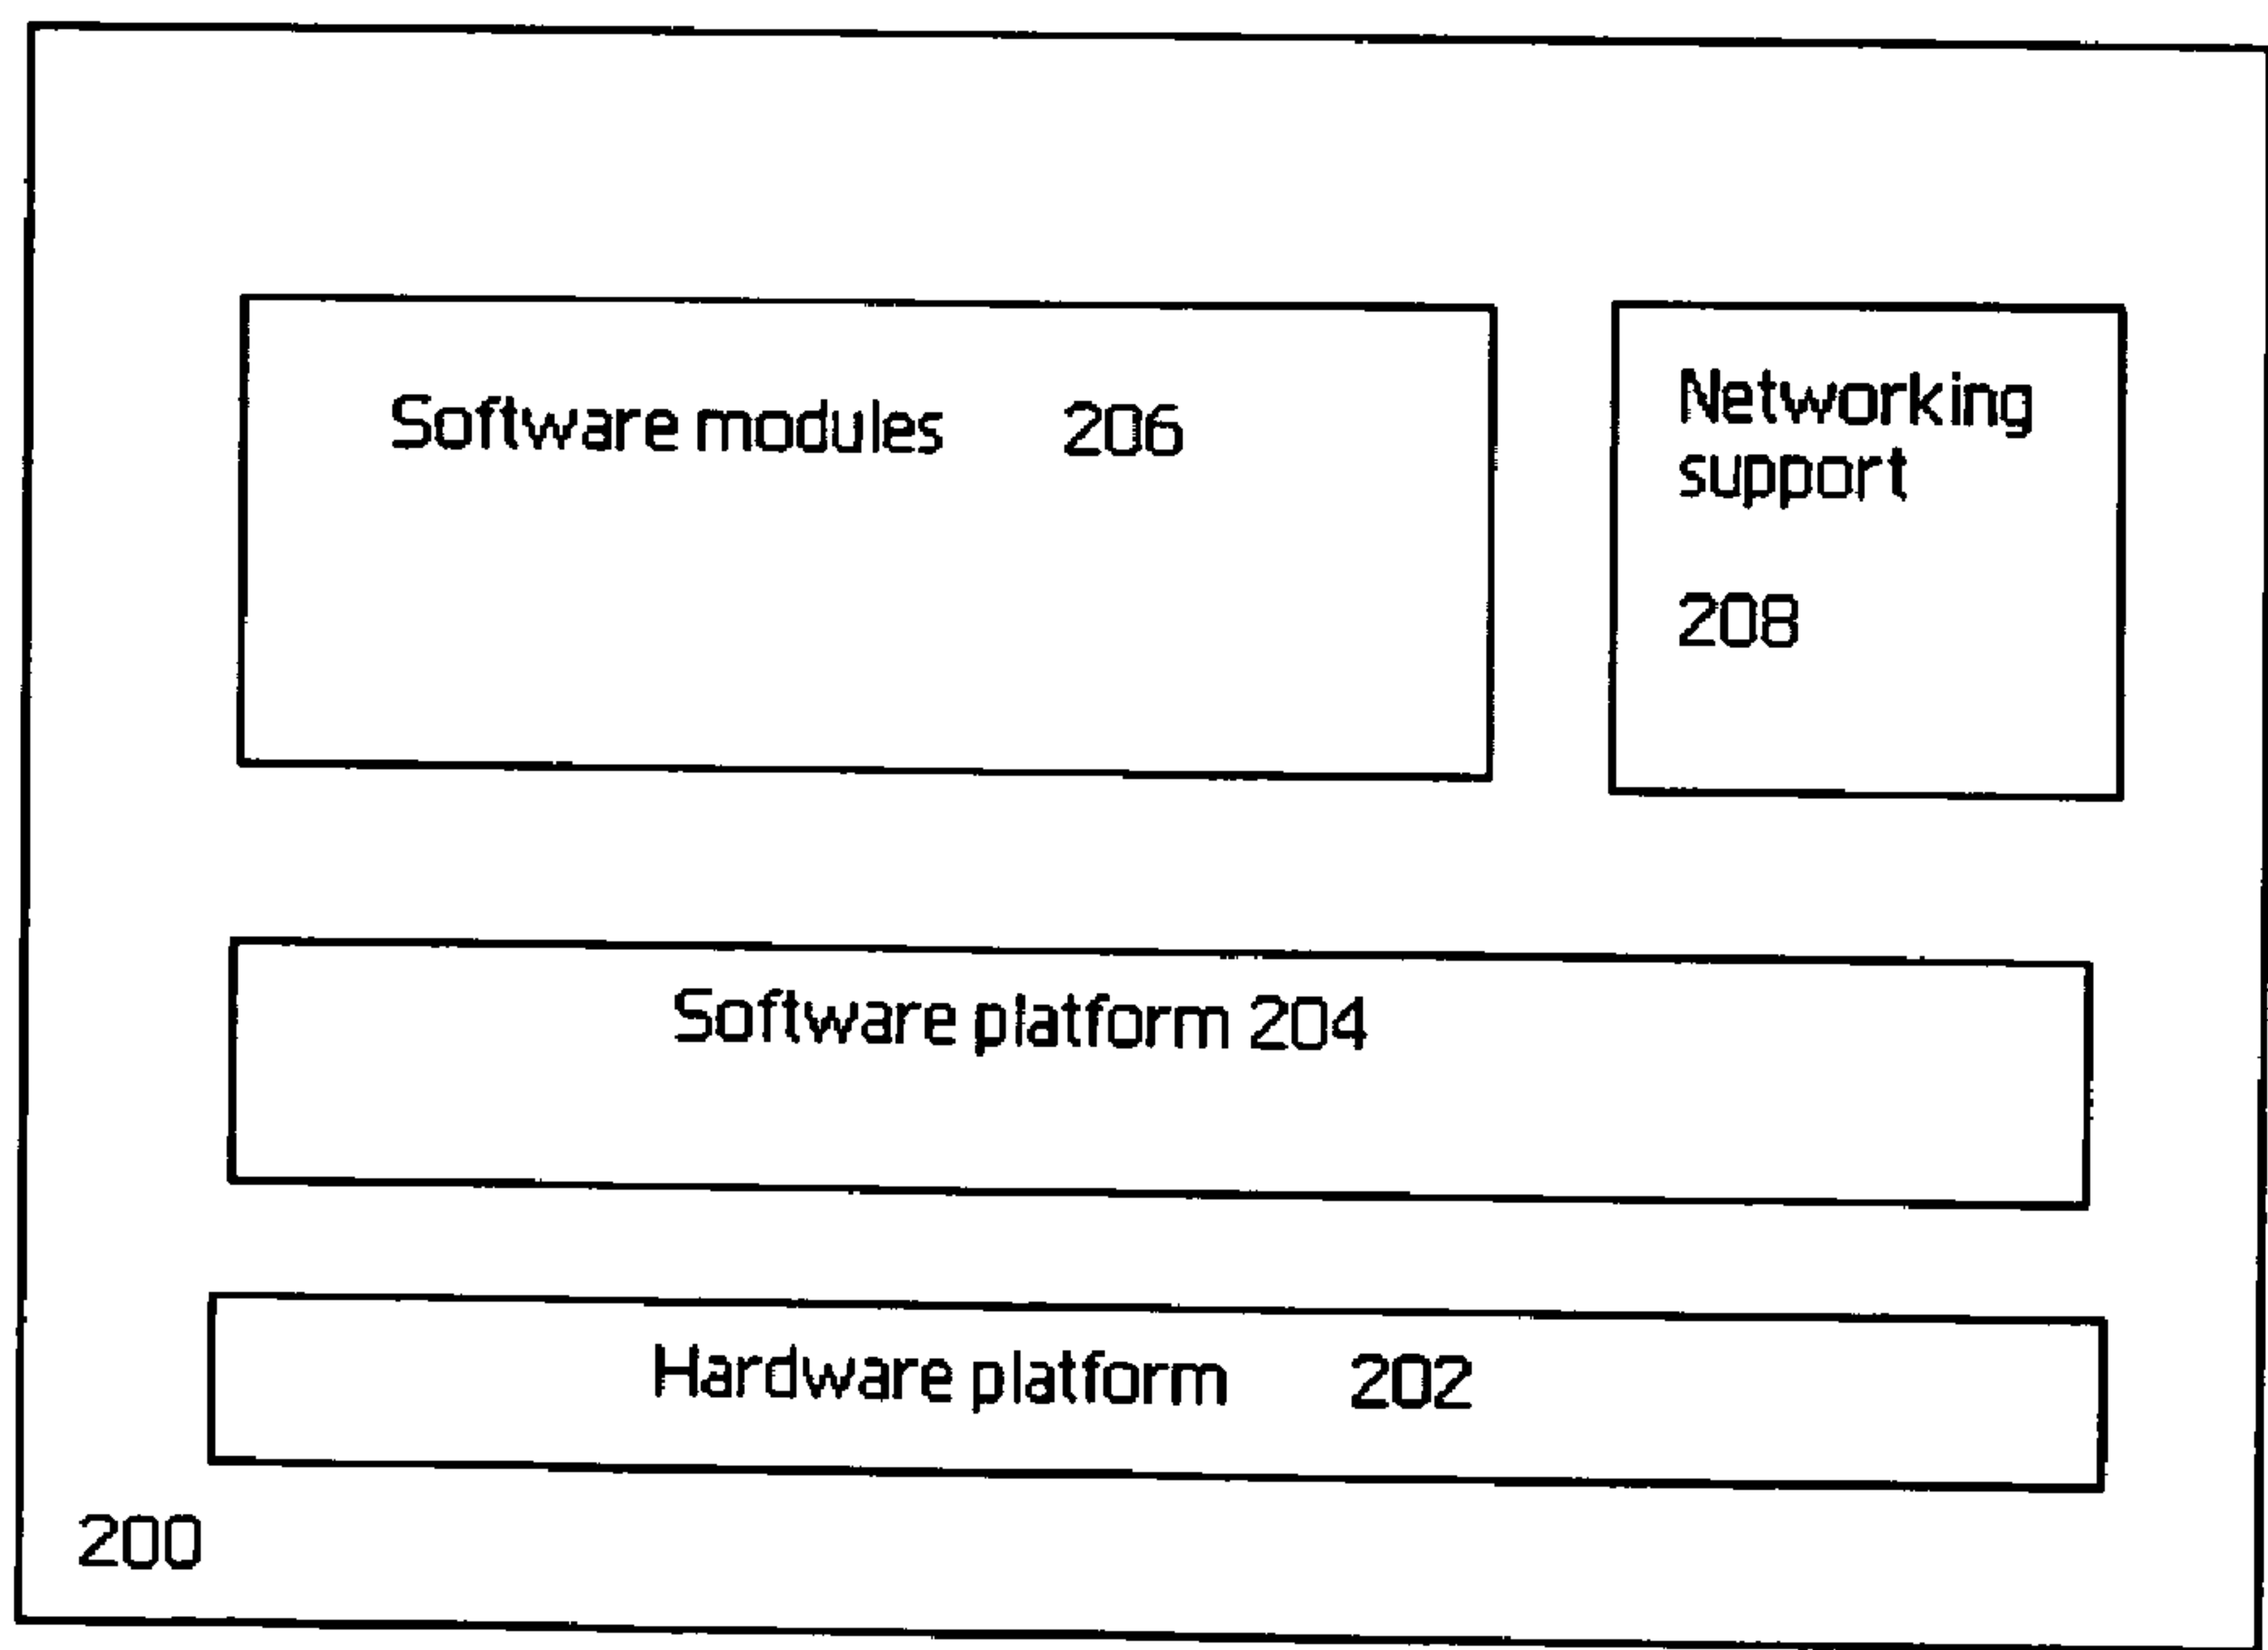 Software modules 206
Networking
support
208
Software platform 204
Hardware platform 202
200